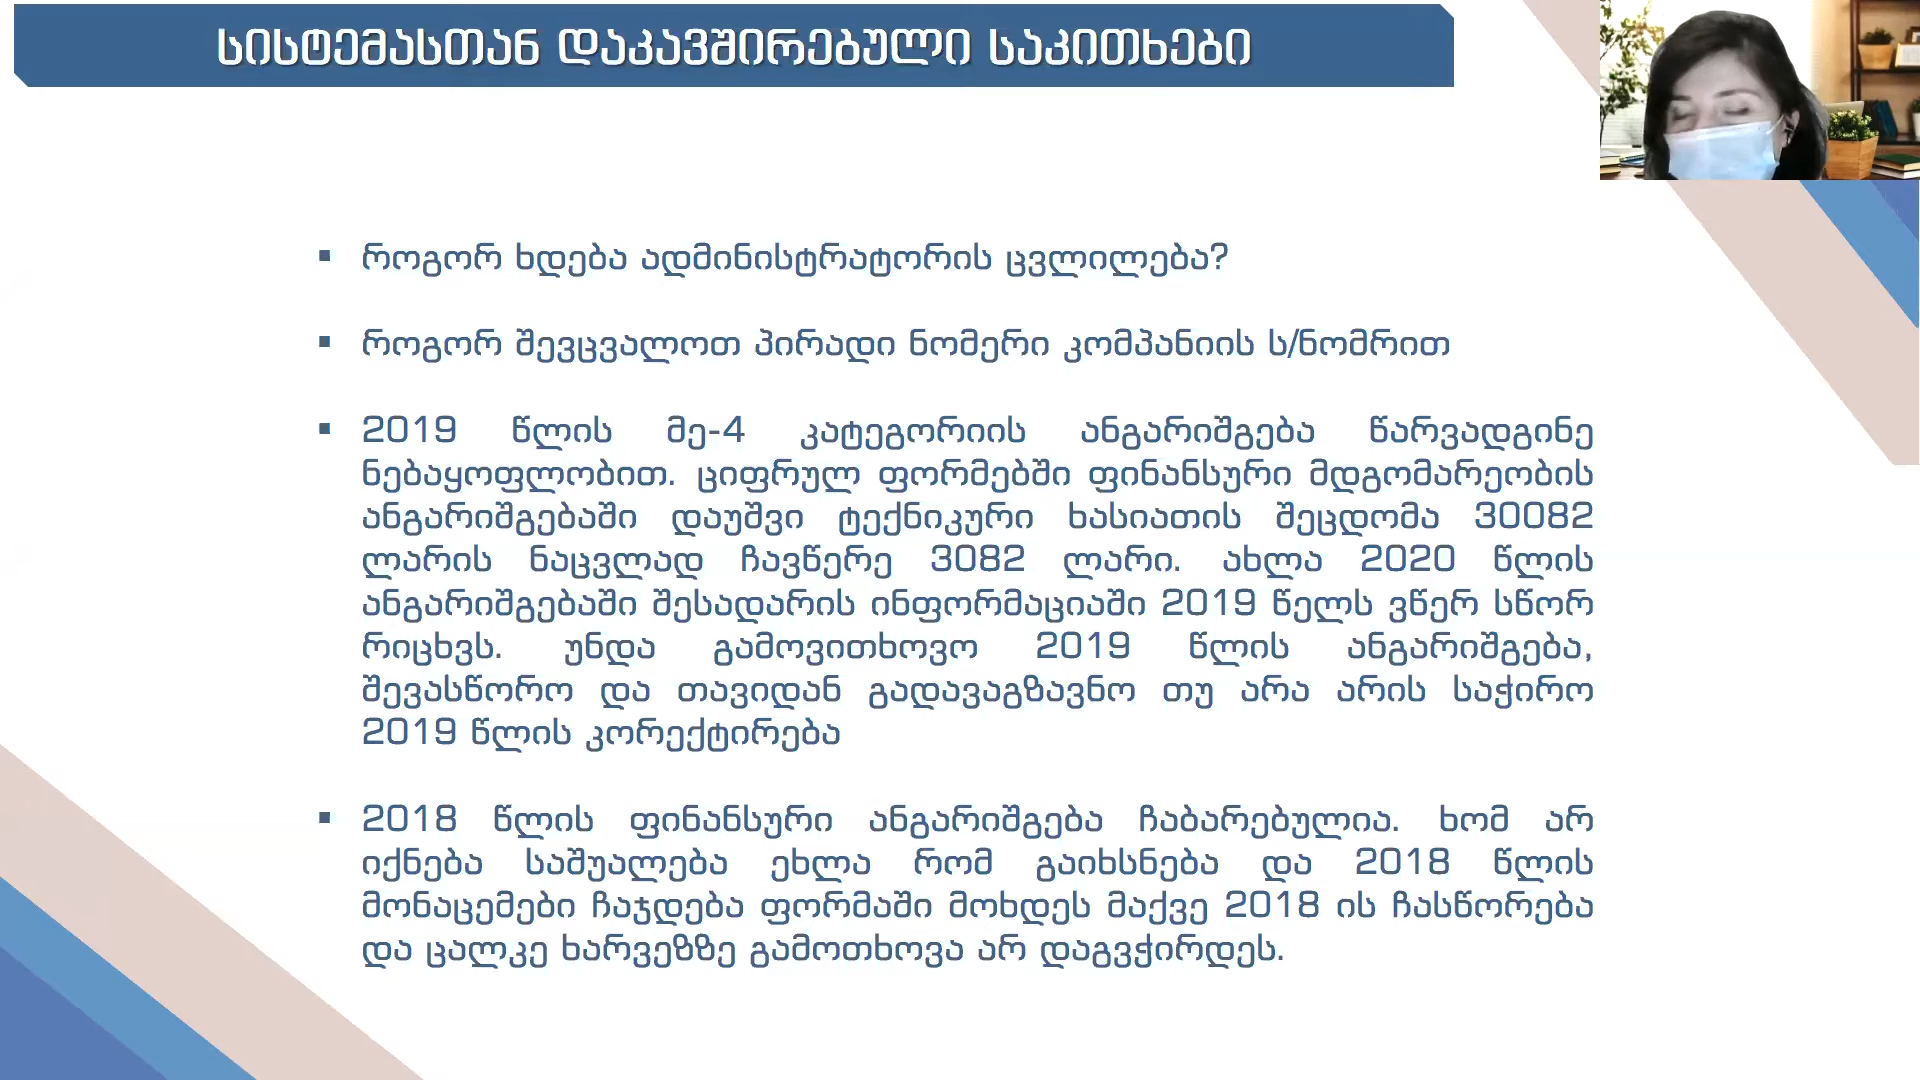 სისტემასთან დაკავშირებული საკითხები
▪ როგორ ხდება ადმინისტრატორის ცვლილება?
▪ როგორ შევცვალოთ პირადი ნომერი კომპანიის ს/ნომრით
▪ 2019 წლის მე-4 კატეგორიის ანგარიშგება წარვადგინე
ნებაყოფლობით. ციფრულ ფორმებში ფინანსური მდგომარეობის
ანგარიშგებაში დაუშვი ტექნიკური ხასიათის შეცდომა 30082
ლარის ნაცვლად ჩავწერე 3082 ლარი. ახლა 2020 წლის
ანგარიშგებაში შესადარის ინფორმაციაში 2019 წელს ვწერ სწორ
რიცხვს. უნდა გამოვითხოვო 2019 წლის ანგარიშგება,
შევასწორო და თავიდან გადავაგზავნო თუ არა არის საჭირო
2019 წლის კორექტირება
▪ 2018 წლის ფინანსური ანგარიშგება ჩაბარებულია. ხომ არ
იქნება საშუალება ეხლა რომ გაიხსნება და 2018 წლის
მონაცემები ჩაჯდება ფორმაში მოხდეს მაქვე 2018 ის ჩასწორება
და ცალკე ხარვეზზე გამოთხოვა არ დაგვჭირდეს.